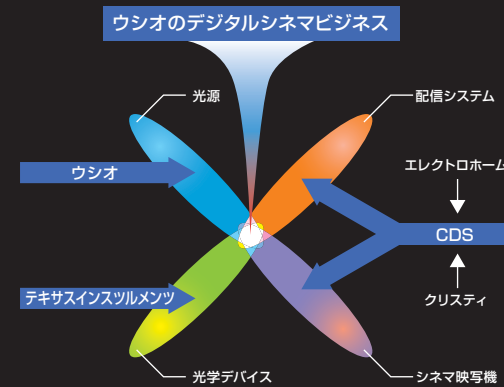 ウシオのデジタルシネマビジネス
光源
配信システム
ウシオ
エレクトロホーム
CDS
テキサスインスツルメンツ
クリスティ
光学デバイス
シネマ映写機